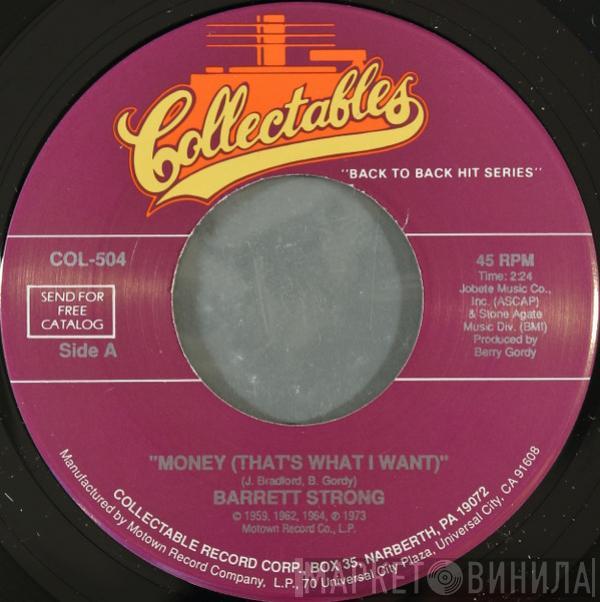 Collectables
"BACK TO BACK HIT SERIES"
COL-504
SEND FOR
FREE
CATALOG
Side A
45 RPM
Time: 2:24
Jobete Music Co.,
Inc. (ASCAP)
& Stone Agate
Music Div. (BMI)
Produced by
Berry Gordy
"MONEY (THAT'S WHAT I WANT)"
(J. Bradford, B. Gordy)
BARRETT STRONG
© 1959, 1962, 1964, ℗ 1973
Motown Record Co., L.P.
COLLECTABLE RECORD CORP., BOX 35, NARBERTH, PA 19072
Manufactured by Motown Record Company. L.P., 70 Universal City Plaza, Universal City, CA 91608
МАРКЕТ ВИНИЛА